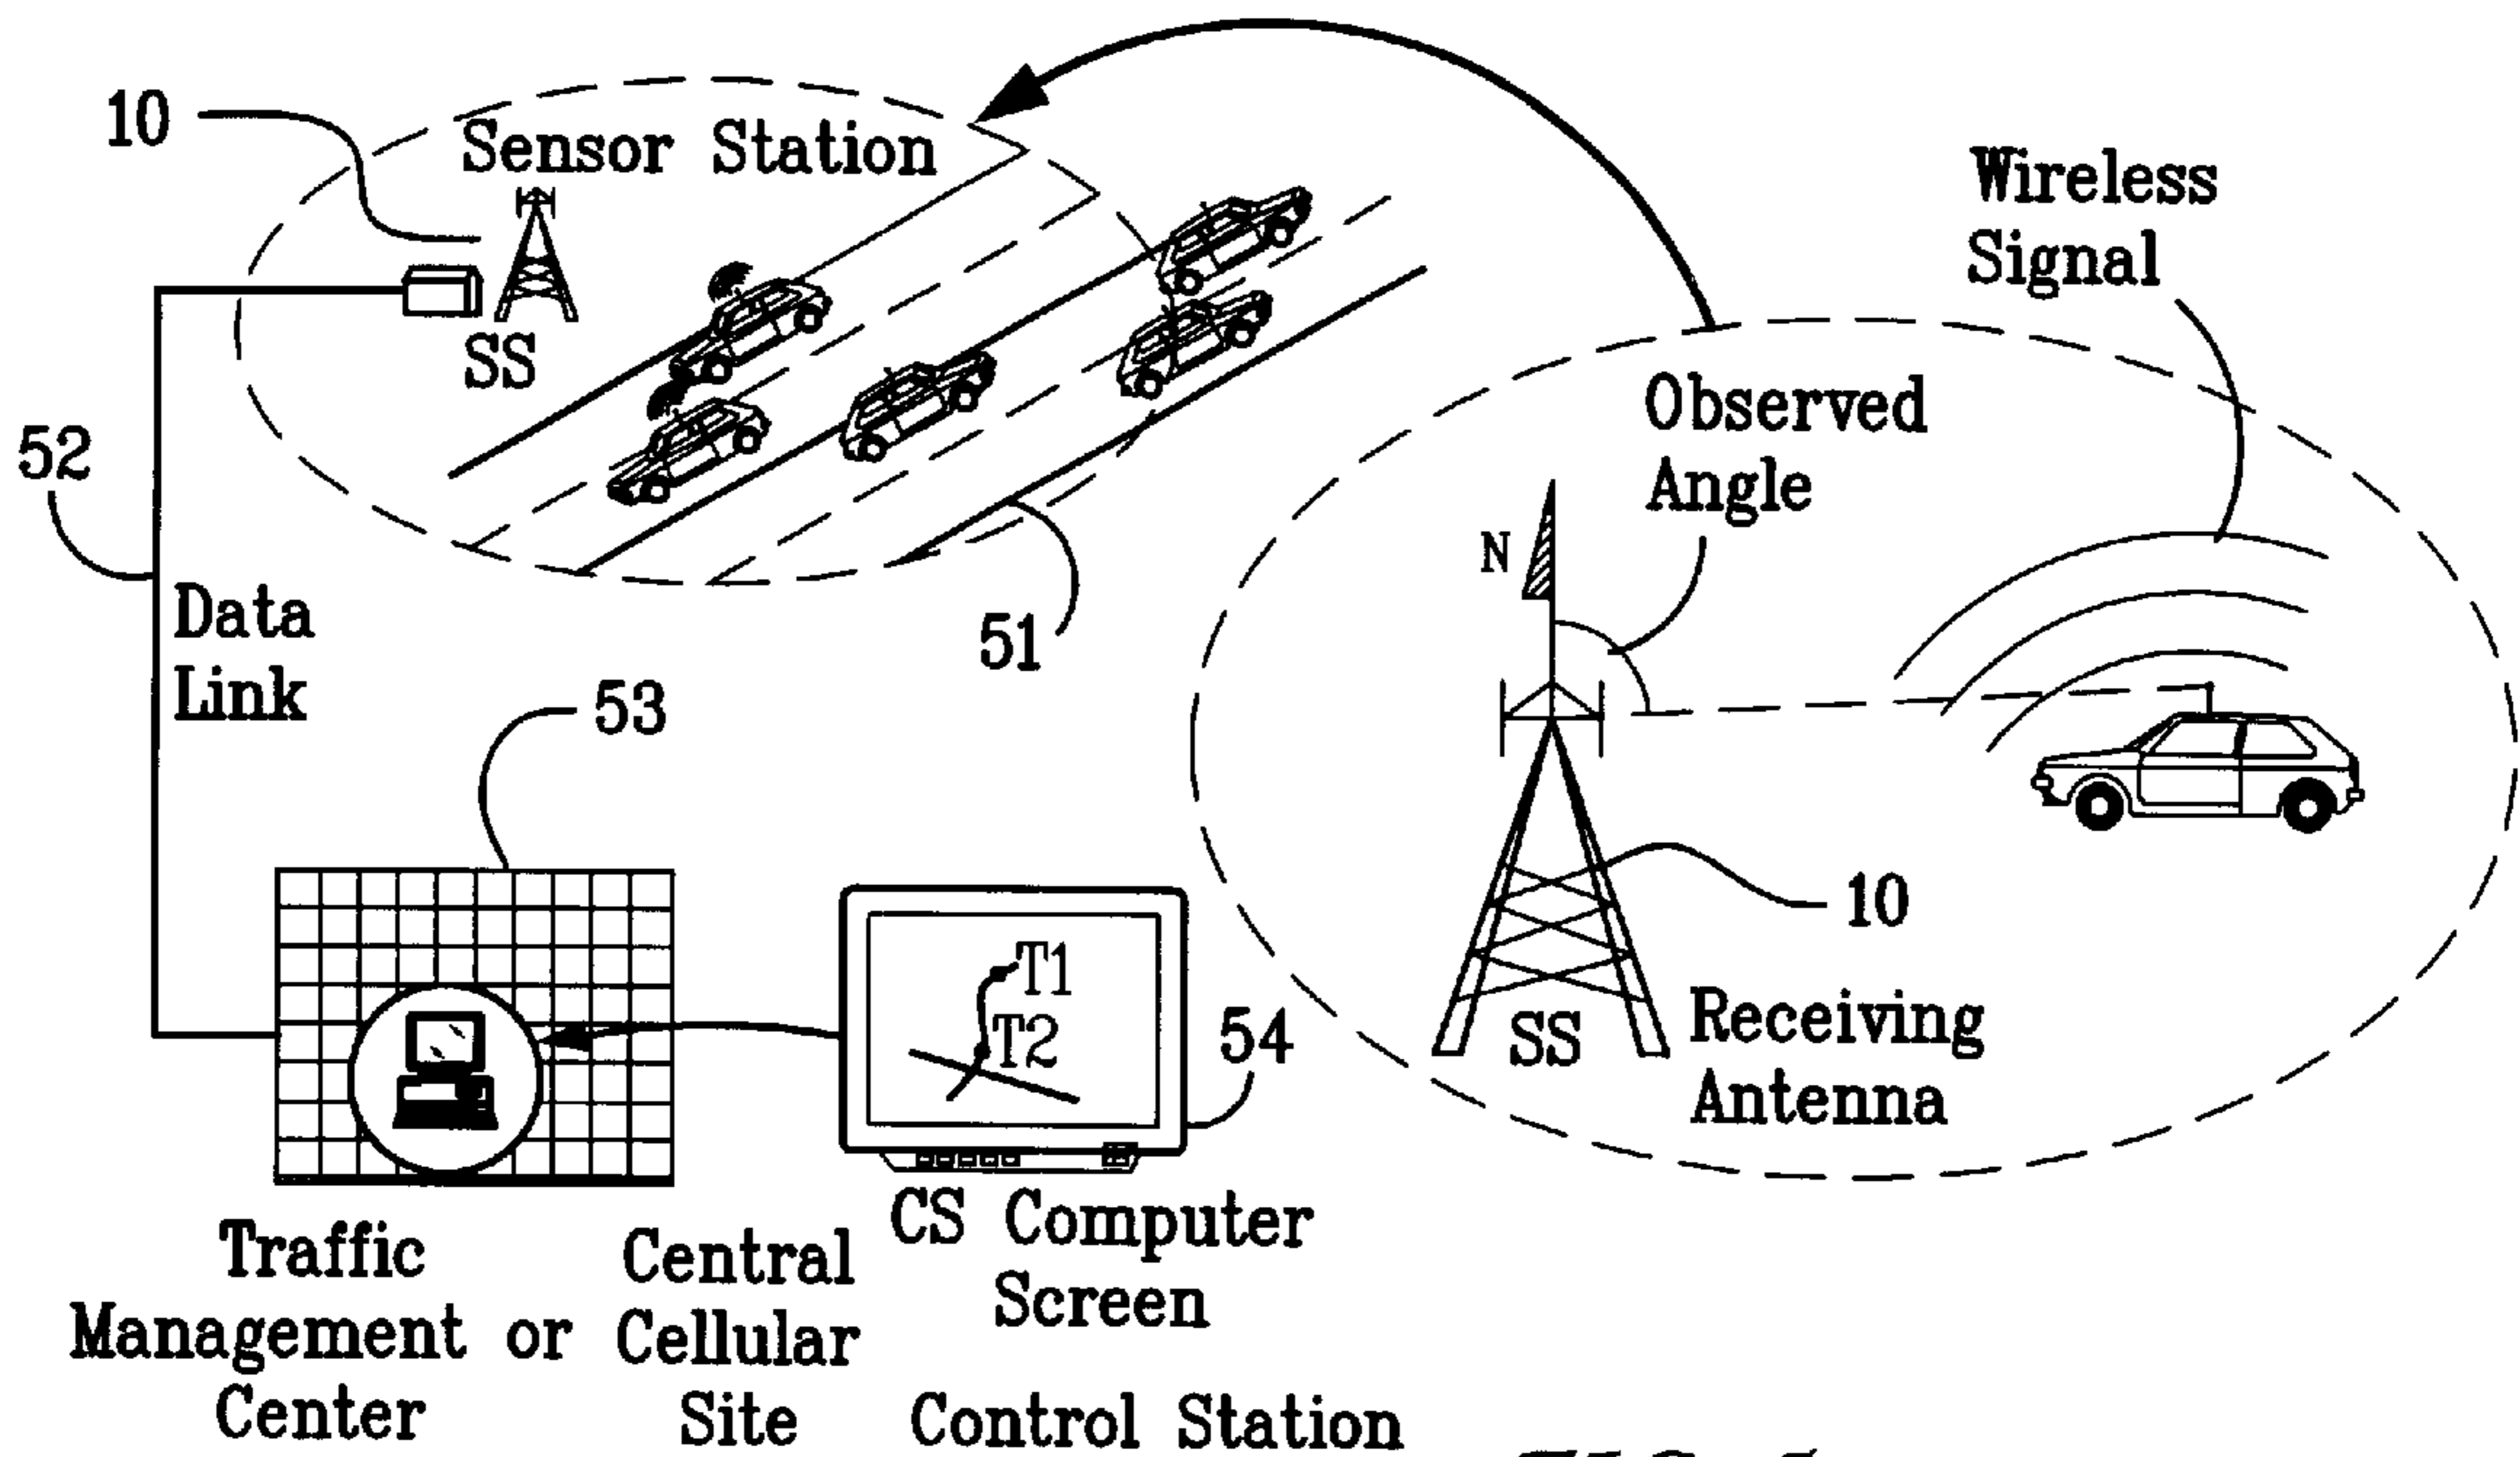 10
Sensor Station
Wireless
Signal
SS
Observed
Angle
52
N
Data
Link
51
53
10
T1
T2
54
SS
Receiving
Antenna
CS Computer
Screen
Traffic
Management or
Center
Central
Cellular
Site
Control Station